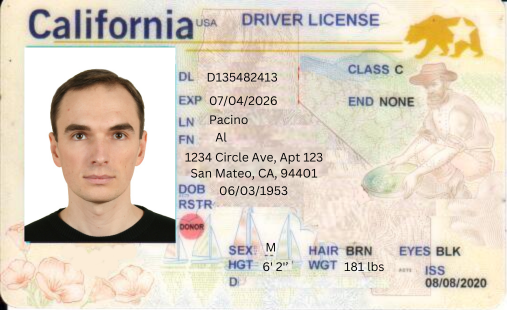 California USA DRIVER LICENSE
DL D135482413 CLASS C
EXP 07/04/2026 END NONE
LN Pacino
FN Al
1234 Circle Ave, Apt 123
San Mateo, CA, 94401
DOB 06/03/1953
RSTR
DONOR
SEX M HAIR BRN EYES BLK
HGT 6' 2'' WGT 181 lbs ISS
D 08/08/2020